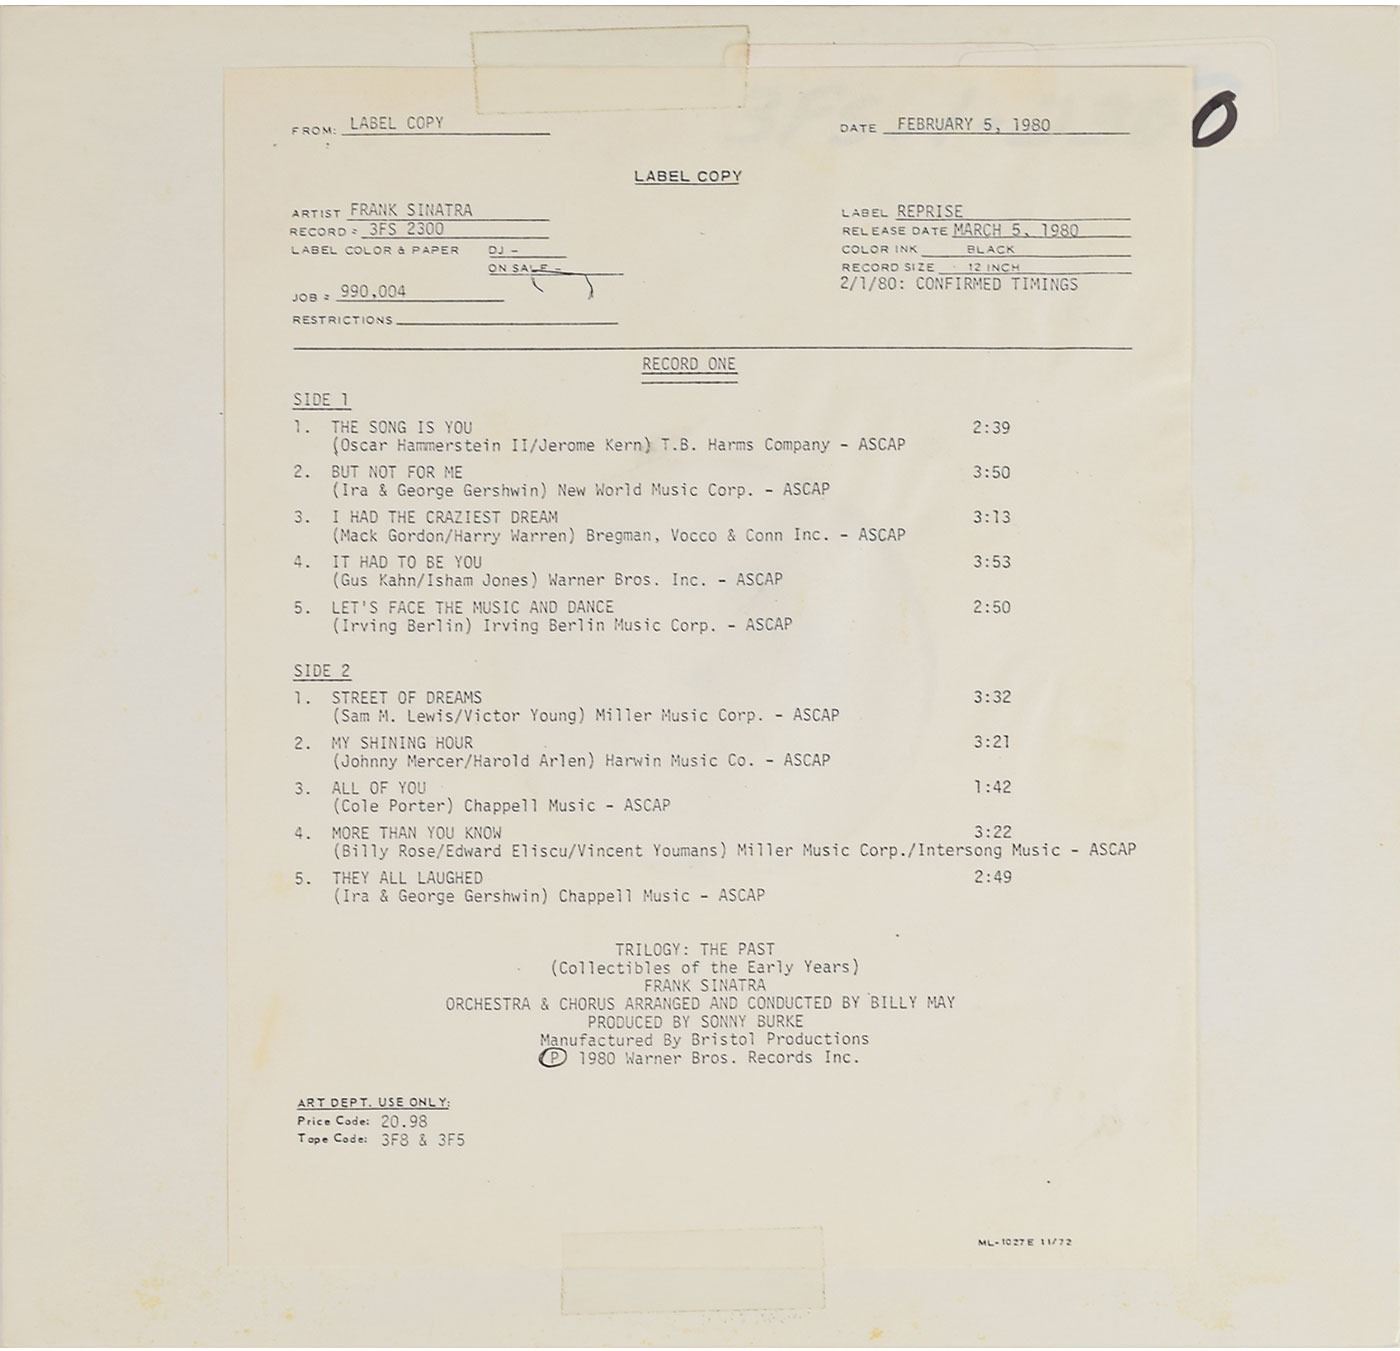 FROM: LABEL COPY
DATE FEBRUARY 5, 1980
0
LABEL COPY
ARTIST FRANK SINATRA
RECORD # 3FS 2300
LABEL COLOR & PAPER DJ -
ON SALE -
JOB # 990,004
RESTRICTIONS
LABEL REPRISE
RELEASE DATE MARCH 5, 1980
COLOR INK BLACK
RECORD SIZE 12 INCH
2/1/80: CONFIRMED TIMINGS
RECORD ONE
SIDE 1
1. THE SONG IS YOU 2:39
(Oscar Hammerstein II/Jerome Kern) T.B. Harms Company - ASCAP
2. BUT NOT FOR ME 3:50
(Ira & George Gershwin) New World Music Corp. - ASCAP
3. I HAD THE CRAZIEST DREAM 3:13
(Mack Gordon/Harry Warren) Bregman, Vocco & Conn Inc. - ASCAP
4. IT HAD TO BE YOU 3:53
(Gus Kahn/Isham Jones) Warner Bros. Inc. - ASCAP
5. LET'S FACE THE MUSIC AND DANCE 2:50
(Irving Berlin) Irving Berlin Music Corp. - ASCAP
SIDE 2
1. STREET OF DREAMS 3:32
(Sam M. Lewis/Victor Young) Miller Music Corp. - ASCAP
2. MY SHINING HOUR 3:21
(Johnny Mercer/Harold Arlen) Harwin Music Co. - ASCAP
3. ALL OF YOU 1:42
(Cole Porter) Chappell Music - ASCAP
4. MORE THAN YOU KNOW 3:22
(Billy Rose/Edward Eliscu/Vincent Youmans) Miller Music Corp./Intersong Music - ASCAP
5. THEY ALL LAUGHED 2:49
(Ira & George Gershwin) Chappell Music - ASCAP
TRILOGY: THE PAST
(Collectibles of the Early Years)
FRANK SINATRA
ORCHESTRA & CHORUS ARRANGED AND CONDUCTED BY BILLY MAY
PRODUCED BY SONNY BURKE
Manufactured By Bristol Productions
Ⓟ 1980 Warner Bros. Records Inc.
ART DEPT. USE ONLY:
Price Code: 20.98
Tape Code: 3F8 & 3F5
ML-1027E 11/72